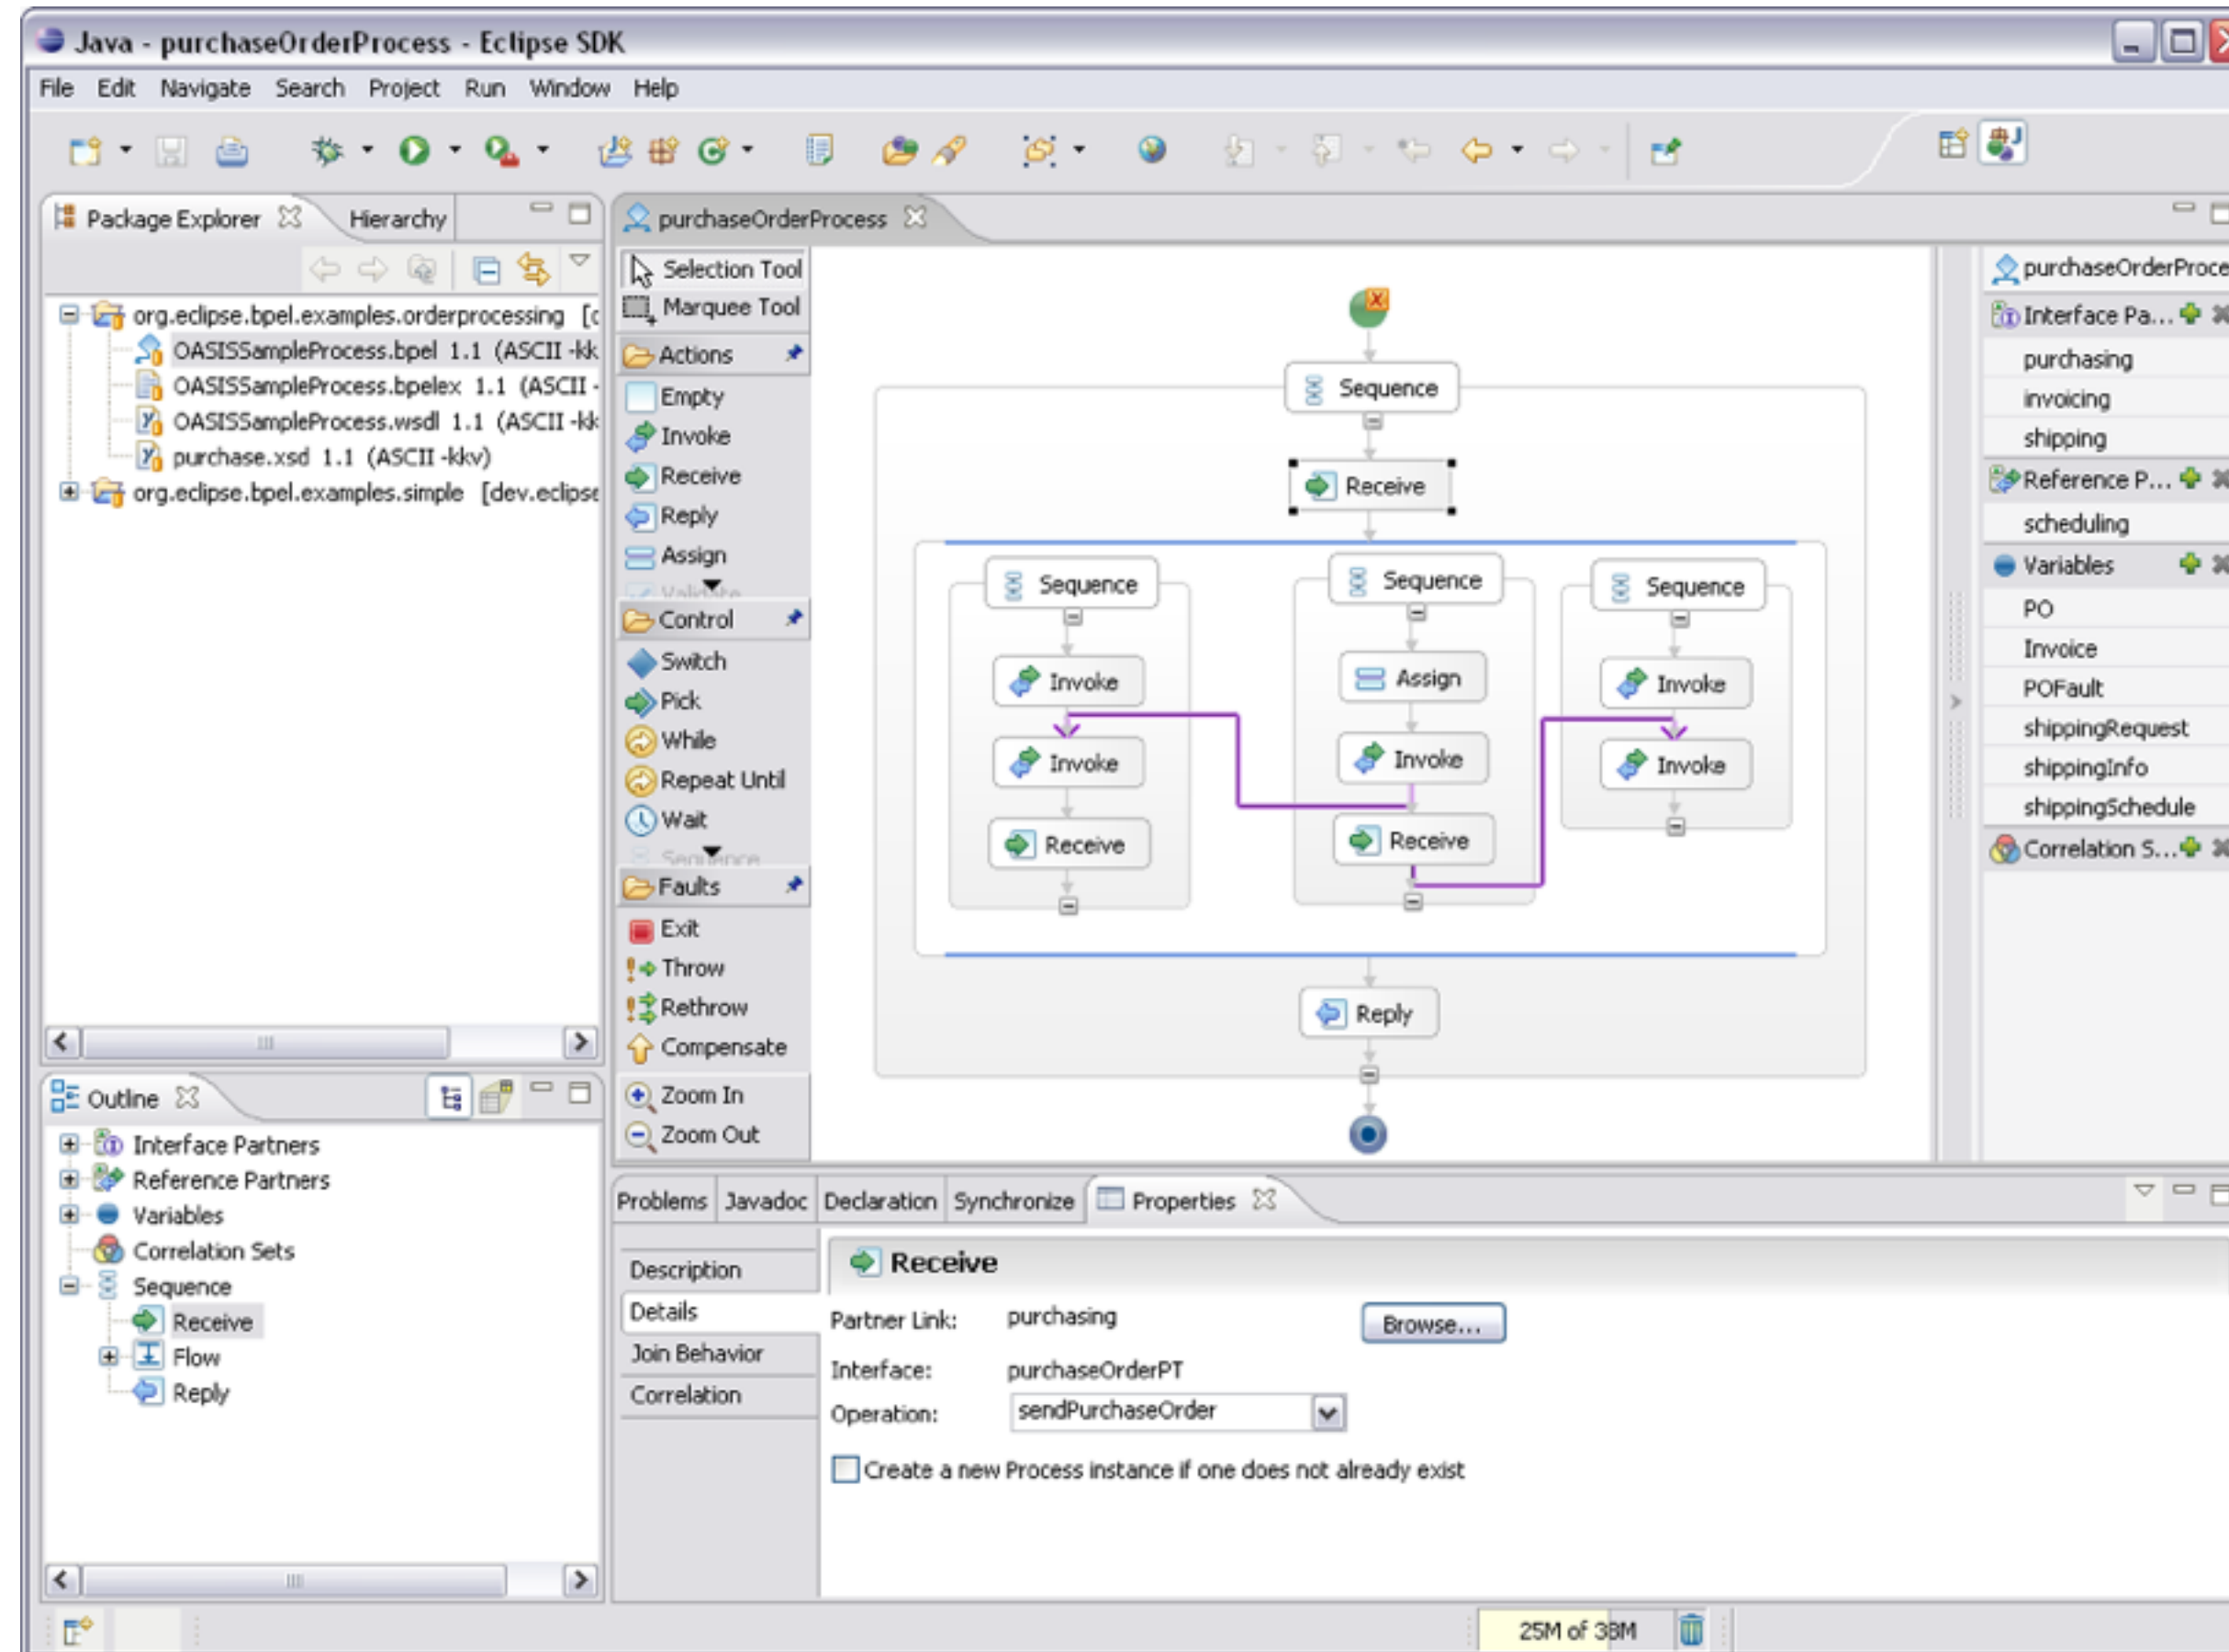 Java - purchaseOrderProcess - Eclipse SDK
File Edit Navigate Search Project Run Window Help
Package Explorer Hierarchy
org.eclipse.bpel.examples.orderprocessing [c
OASISSampleProcess.bpel 1.1 (ASCII -kk
OASISSampleProcess.bpelex 1.1 (ASCII -
OASISSampleProcess.wsdl 1.1 (ASCII -kk
purchase.xsd 1.1 (ASCII -kkv)
org.eclipse.bpel.examples.simple [dev.eclipse
Outline
Interface Partners
Reference Partners
Variables
Correlation Sets
Sequence
Receive
Flow
Reply
purchaseOrderProcess
Selection Tool
Marquee Tool
Actions
Empty
Invoke
Receive
Reply
Assign
Validate
Control
Switch
Pick
While
Repeat Until
Wait
Sequence
Faults
Exit
Throw
Rethrow
Compensate
Zoom In
Zoom Out
Sequence
Receive
Sequence Sequence Sequence
Invoke Assign Invoke
Invoke Invoke Invoke
Receive Receive
Reply
purchaseOrderProce
Interface Pa...
purchasing
invoicing
shipping
Reference P...
scheduling
Variables
PO
Invoice
POFault
shippingRequest
shippingInfo
shippingSchedule
Correlation S...
Problems Javadoc Declaration Synchronize Properties
Description
Details
Join Behavior
Correlation
Receive
Partner Link: purchasing Browse...
Interface: purchaseOrderPT
Operation: sendPurchaseOrder
Create a new Process instance if one does not already exist
25M of 38M